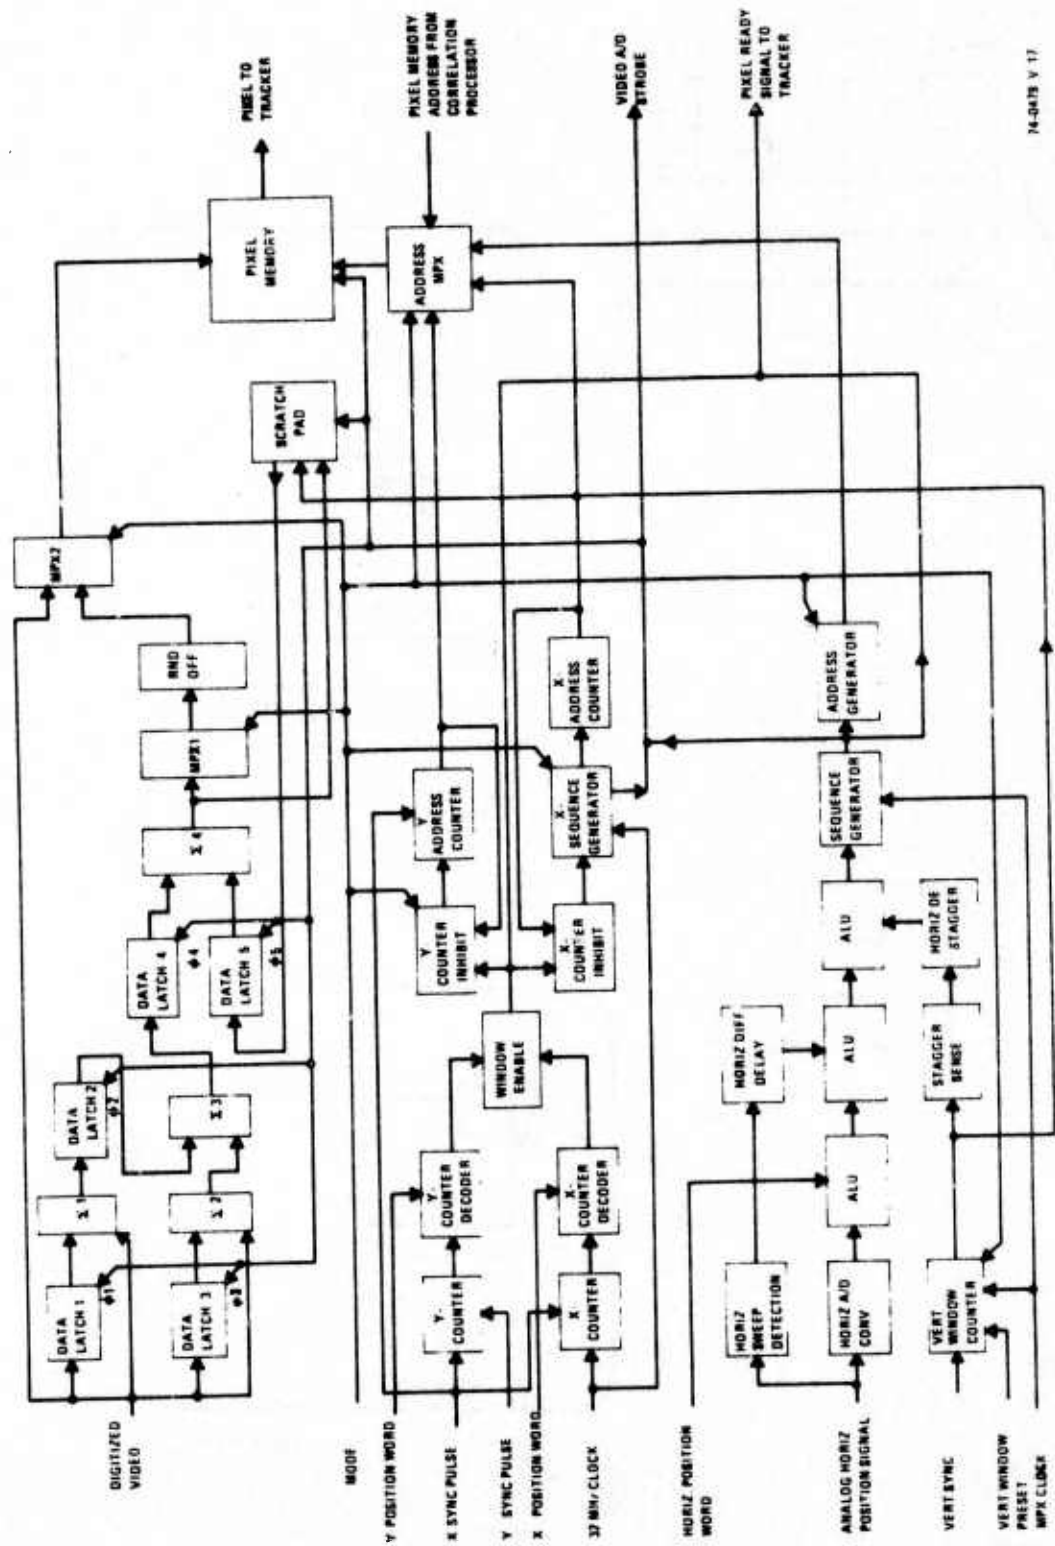 DIGITIZED
VIDEO
DATA
LATCH 1
φ1
DATA
LATCH 3
φ3
Σ 1
Σ 2
DATA
LATCH 2
φ2
Σ 3
DATA
LATCH 4
φ4
DATA
LATCH 5
φ5
Σ 4
MPX1
RND
OFF
MPX2
SCRATCH
PAD
PIXEL
MEMORY
PIXEL TO
TRACKER
MODE
Y POSITION WORD
X SYNC PULSE
Y SYNC PULSE
X POSITION WORD
37 MHz CLOCK
Y-
COUNTER
X-
COUNTER
Y-
COUNTER
DECODER
X-
COUNTER
DECODER
WINDOW
ENABLE
Y
COUNTER
INHIBIT
X-
COUNTER
INHIBIT
Y
ADDRESS
COUNTER
X-
SEQUENCE
GENERATOR
X-
ADDRESS
COUNTER
ADDRESS
MPX
PIXEL MEMORY
ADDRESS FROM
CORRELATION
PROCESSOR
VIDEO A/D
STROBE
PIXEL READY
SIGNAL TO
TRACKER
HORIZ POSITION
WORD
ANALOG HORIZ
POSITION SIGNAL
VERT SYNC
VERT WINDOW
PRESET
MPX CLOCK
HORIZ
SWEEP
DETECTION
HORIZ A/D
CONV
VERT
WINDOW
COUNTER
ALU
HORIZ DIFF
DELAY
ALU
STAGGER
SENSE
ALU
HORIZ DE
STAGGER
SEQUENCE
GENERATOR
ADDRESS
GENERATOR
74-0479 V 17